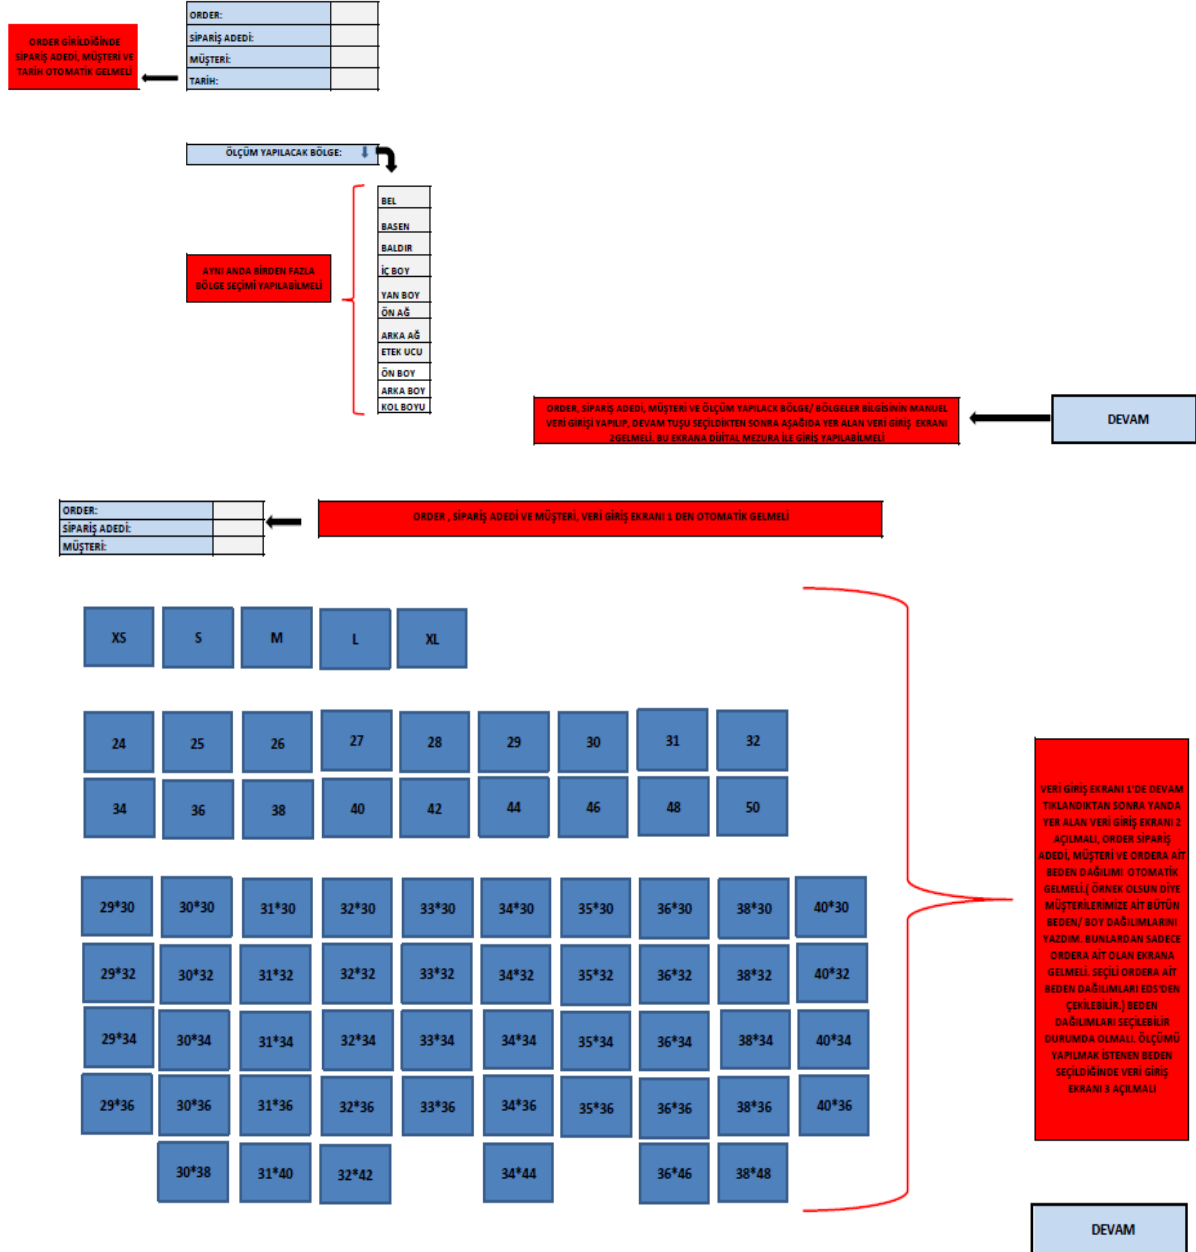 ORDER:
SİPARİŞ ADEDİ:
MÜŞTERİ:
TARİH:
ORDER GİRİLDİĞİNDE
SİPARİŞ ADEDİ, MÜŞTERİ VE
TARİH OTOMATİK GELMELİ
ÖLÇÜM YAPILACAK BÖLGE:
BEL
BASEN
BALDIR
İÇ BOY
YAN BOY
ÖN AĞ
ARKA AĞ
ETEK UCU
ÖN BOY
ARKA BOY
KOL BOYU
AYNI ANDA BİRDEN FAZLA
BÖLGE SEÇİMİ YAPILABİLMELİ
ORDER, SİPARİŞ ADEDİ, MÜŞTERİ VE ÖLÇÜM YAPILACK BÖLGE/ BÖLGELER BİLGİSİNİN MANUEL
VERİ GİRİŞİ YAPILIP, DEVAM TUŞU SEÇİLDİKTEN SONRA AŞAĞIDA YER ALAN VERİ GİRİŞ EKRANI
2GELMELİ. BU EKRANA DİJİTAL MEZURA İLE GİRİŞ YAPILABİLMELİ
DEVAM
ORDER:
SİPARİŞ ADEDİ:
MÜŞTERİ:
ORDER , SİPARİŞ ADEDİ VE MÜŞTERİ, VERİ GİRİŞ EKRANI 1 DEN OTOMATİK GELMELİ
XS S M L XL
24 25 26 27 28 29 30 31 32
34 36 38 40 42 44 46 48 50
29*30 30*30 31*30 32*30 33*30 34*30 35*30 36*30 38*30 40*30
29*32 30*32 31*32 32*32 33*32 34*32 35*32 36*32 38*32 40*32
29*34 30*34 31*34 32*34 33*34 34*34 35*34 36*34 38*34 40*34
29*36 30*36 31*36 32*36 33*36 34*36 35*36 36*36 38*36 40*36
30*38 31*40 32*42 34*44 36*46 38*48
VERİ GİRİŞ EKRANI 1'DE DEVAM
TIKLANDIKTAN SONRA YANDA
YER ALAN VERİ GİRİŞ EKRANI 2
AÇILMALI, ORDER SİPARİŞ
ADEDİ, MÜŞTERİ VE ORDERA AİT
BEDEN DAĞILIMI OTOMATİK
GELMELİ.( ÖRNEK OLSUN DİYE
MÜŞTERİLERİMİZE AİT BÜTÜN
BEDEN/ BOY DAĞILIMLARINI
YAZDIM. BUNLARDAN SADECE
ORDERA AİT OLAN EKRANA
GELMELİ. SEÇİLİ ORDERA AİT
BEDEN DAĞILIMLARI EDS'DEN
ÇEKİLEBİLİR.) BEDEN
DAĞILIMLARI SEÇİLEBİLİR
DURUMDA OLMALI. ÖLÇÜMÜ
YAPILMAK İSTENEN BEDEN
SEÇİLDİĞİNDE VERİ GİRİŞ
EKRANI 3 AÇILMALI
DEVAM